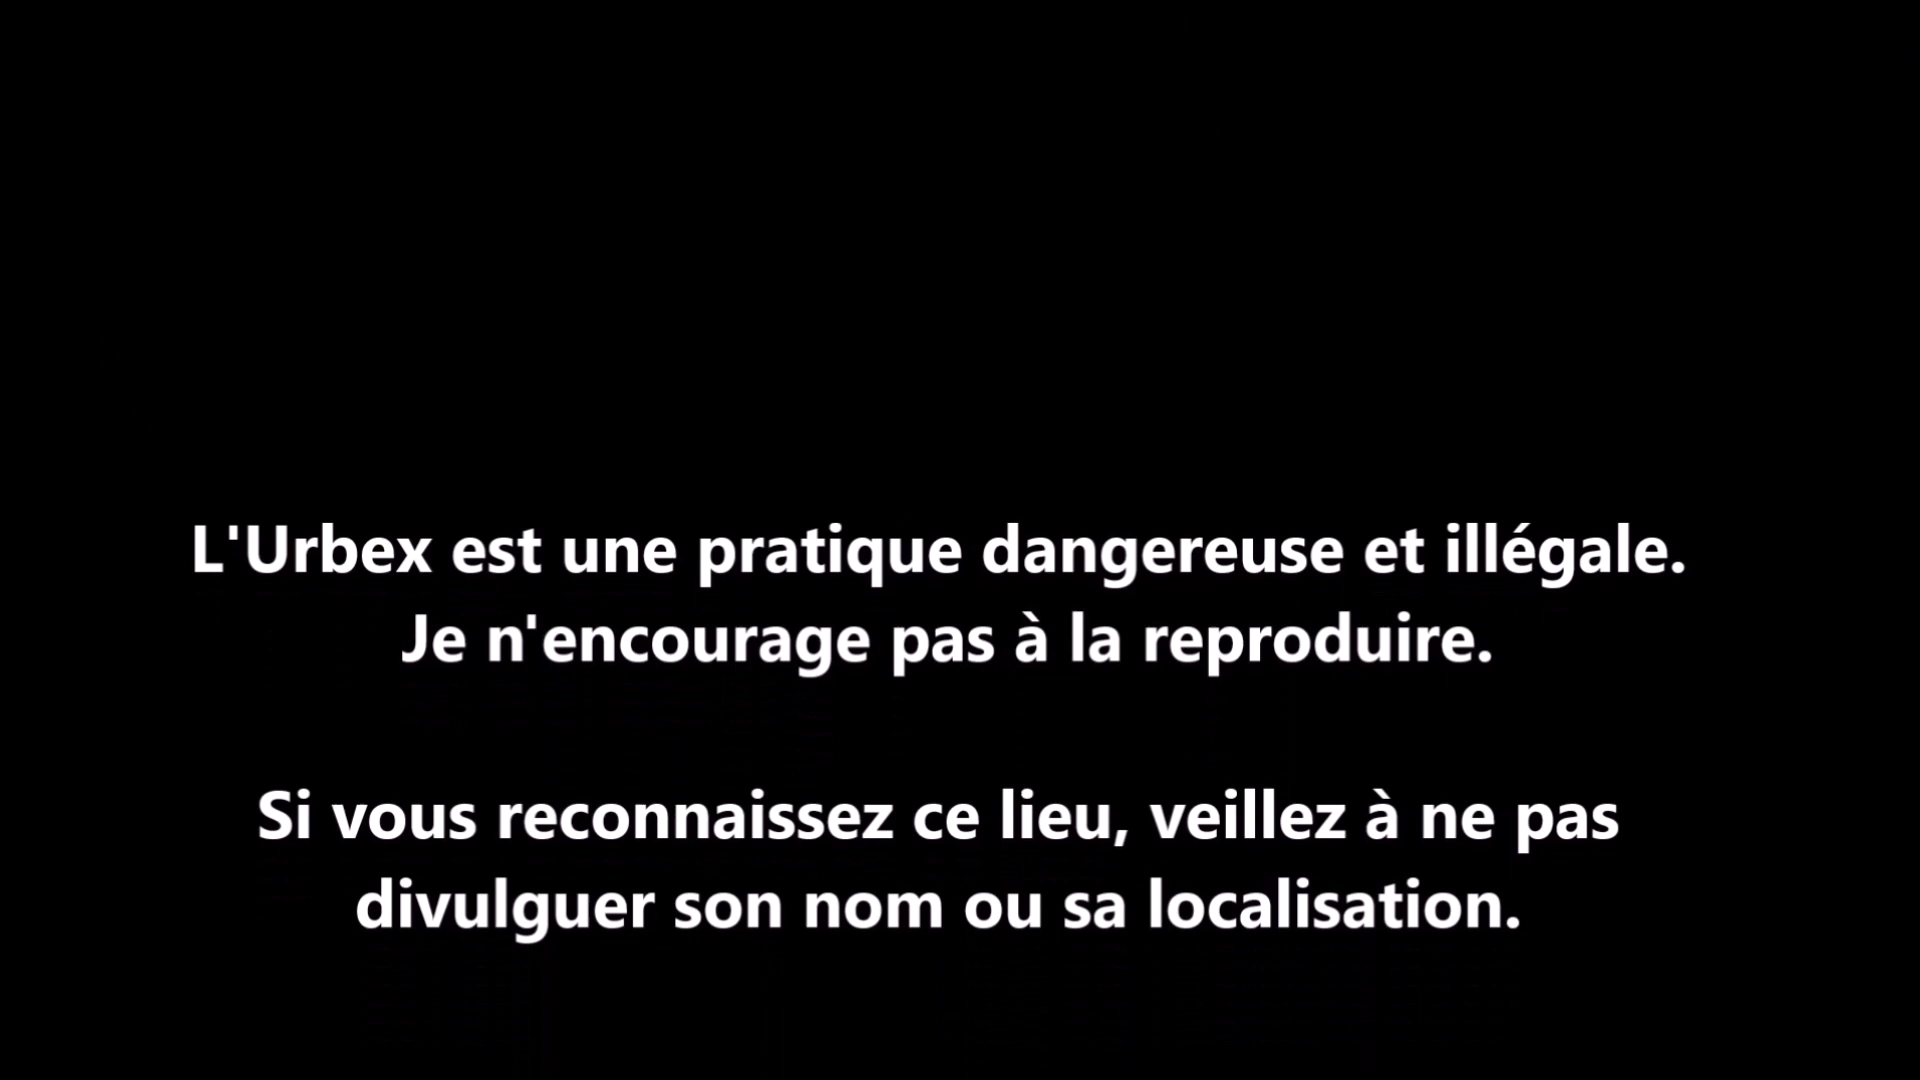 L'Urbex est une pratique dangereuse et illégale.
Je n'encourage pas à la reproduire.
Si vous reconnaissez ce lieu, veillez à ne pas
divulguer son nom ou sa localisation.